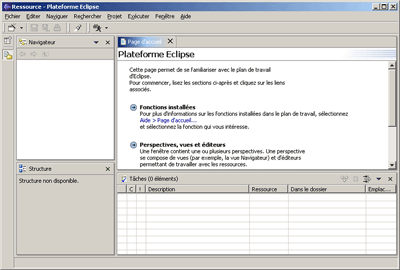 Ressource - Plateforme Eclipse
Fichier Editer Naviguer Rechercher Projet Exécuter Fenêtre Aide
Navigateur
Page d'accueil
Plateforme Eclipse
Cette page permet de se familiariser avec le plan de travail
d'Eclipse.
Pour commencer, lisez les sections ci-après et cliquez sur les liens
associés.
Fonctions installées
Pour plus d'informations sur les fonctions installées dans le plan de travail, sélectionnez
Aide > Page d'accueil...
et sélectionnez la fonction qui vous intéresse.
Perspectives, vues et éditeurs
Une fenêtre contient une ou plusieurs perspectives. Une perspective
se compose de vues (par exemple, la vue Navigateur) et d'éditeurs
permettant de travailler avec les ressources.
Structure
Structure non disponible.
Tâches (0 éléments)
C ! Description Ressource Dans le dossier Emplac...